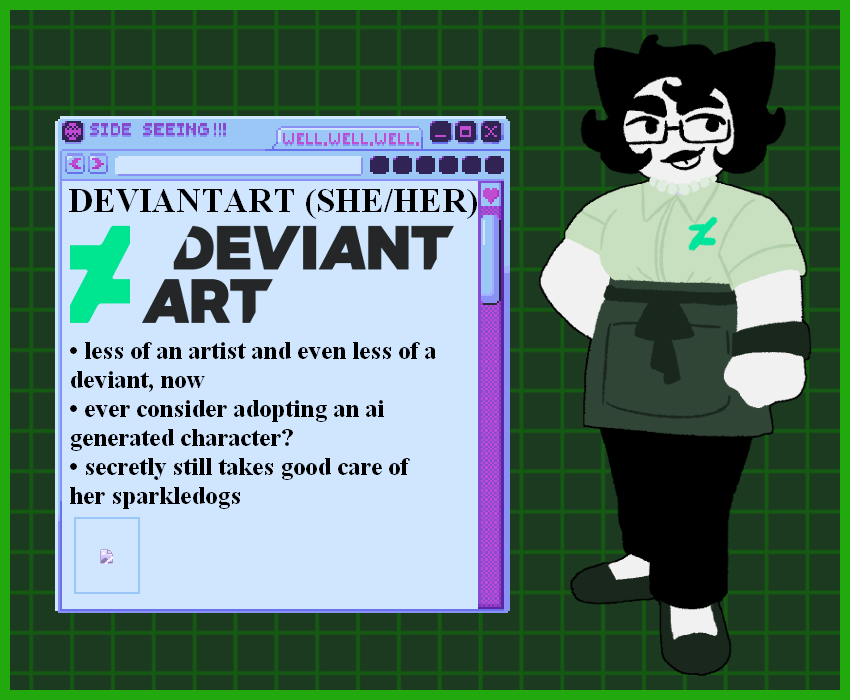 SIDE SEEING!!!
WELL.WELL.WELL.
DEVIANTART (SHE/HER)
DEVIANT
ART
• less of an artist and even less of a
deviant, now
• ever consider adopting an ai
generated character?
• secretly still takes good care of
her sparkledogs